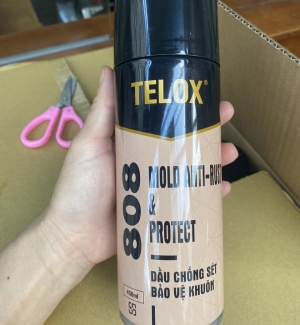 TELOX®
808
MOLD ANTI-RUST
&
PROTECT
DẦU CHỐNG SÉT
BẢO VỆ KHUÔN
450ml